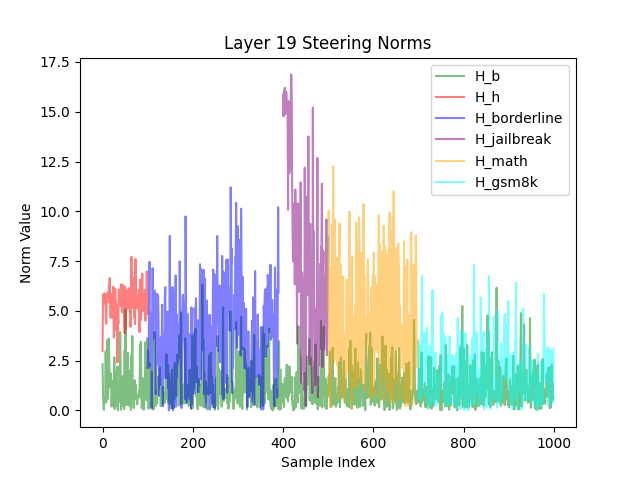 Layer 19 Steering Norms
Norm Value
17.5
15.0
12.5
10.0
7.5
5.0
2.5
0.0
H_b
H_h
H_borderline
H_jailbreak
H_math
H_gsm8k
0 200 400 600 800 1000
Sample Index